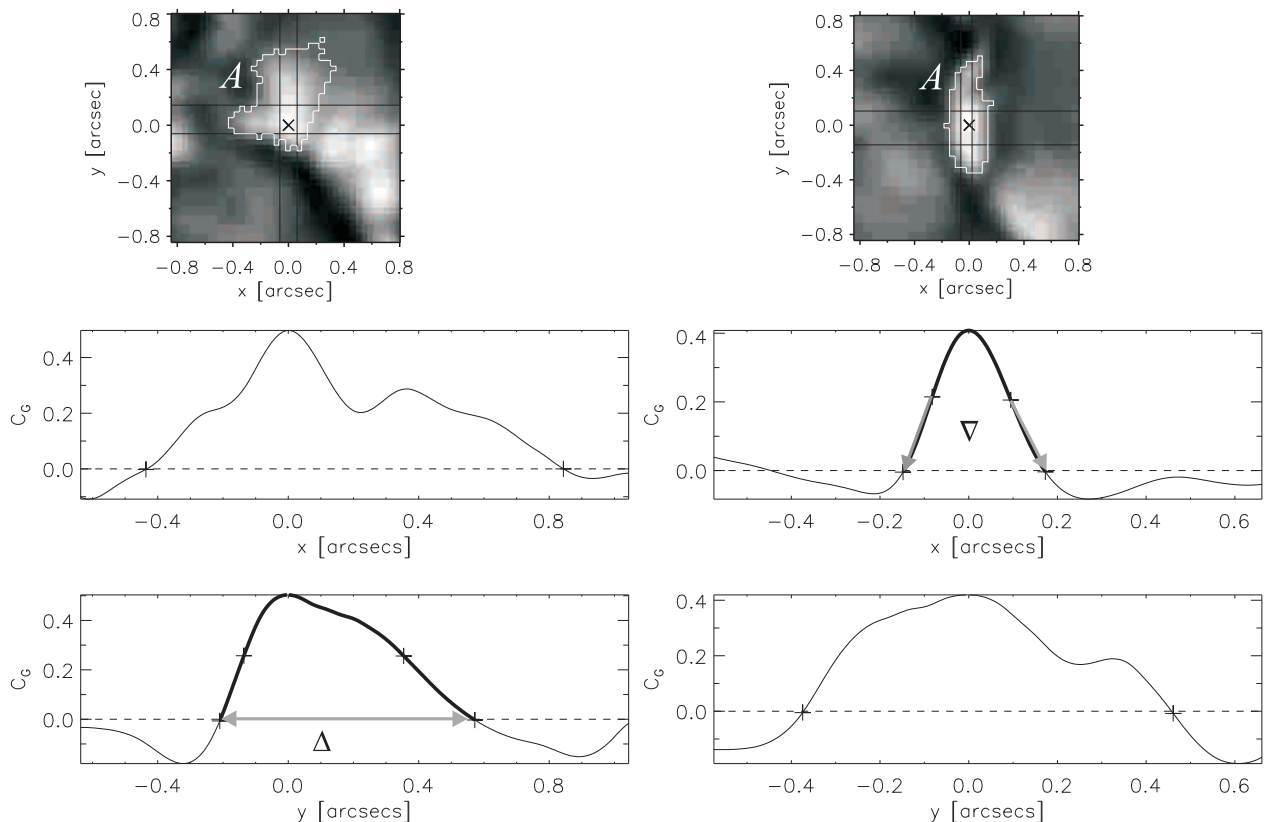 0.8
0.4
0.0
−0.4
−0.8
y [arcsec]
A
−0.8 −0.4 0.0 0.4 0.8
x [arcsec]
0.8
0.4
0.0
−0.4
−0.8
y [arcsec]
A
−0.8 −0.4 0.0 0.4 0.8
x [arcsec]
0.4
0.2
0.0
C_G
−0.4 0.0 0.4 0.8
x [arcsecs]
0.4
0.2
0.0
C_G
∇
−0.4 −0.2 0.0 0.2 0.4 0.6
x [arcsecs]
0.4
0.2
0.0
C_G
Δ
−0.4 0.0 0.4 0.8
y [arcsecs]
0.4
0.2
0.0
C_G
−0.4 −0.2 0.0 0.2 0.4 0.6
y [arcsecs]